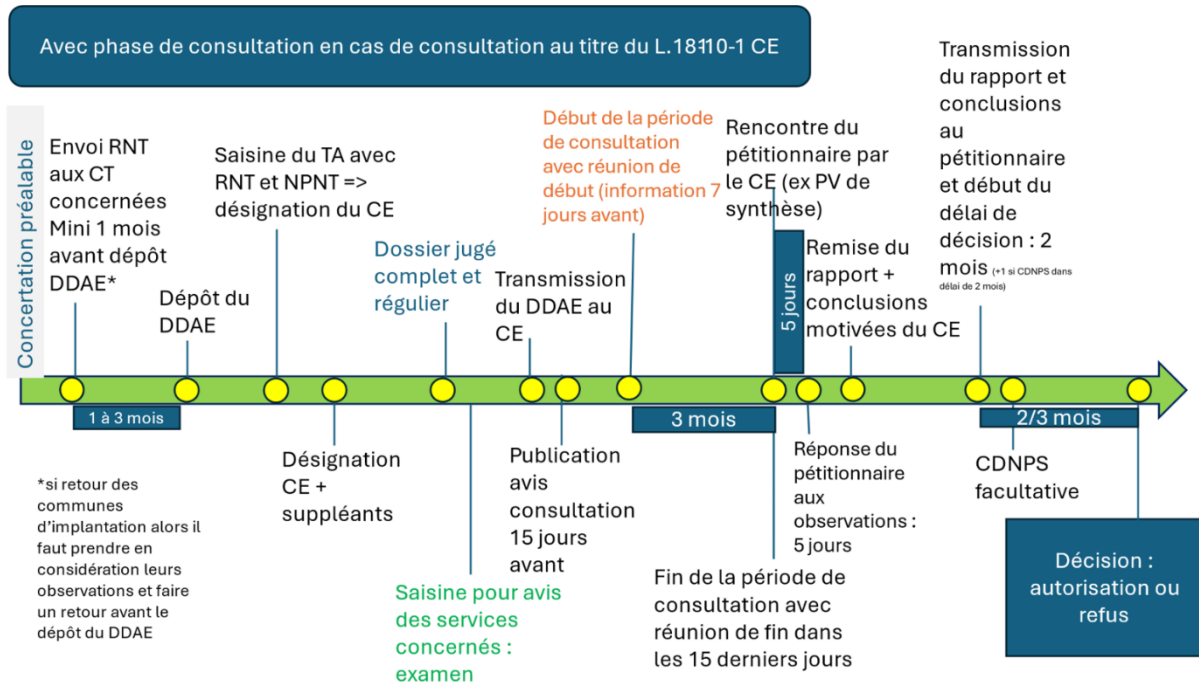 Avec phase de consultation en cas de consultation au titre du L.18110-1 CE
Concertation préalable
Envoi RNT
aux CT
concernées
Mini 1 mois
avant dépôt
DDAE*
Dépôt du
DDAE
Saisine du TA avec
RNT et NPNT =>
désignation du CE
Dossier jugé
complet et
régulier
Transmission
du DDAE au
CE
Début de la période
de consultation
avec réunion de
début (information 7
jours avant)
Rencontre du
pétitionnaire par
le CE (ex PV de
synthèse)
5 jours
Remise du
rapport +
conclusions
motivées du CE
Transmission
du rapport et
conclusions
au
pétitionnaire
et début du
délai de
décision : 2
mois (+1 si CDNPS dans
délai de 2 mois)
1 à 3 mois
3 mois
2/3 mois
*si retour des
communes
d'implantation alors il
faut prendre en
considération leurs
observations et faire
un retour avant le
dépôt du DDAE
Désignation
CE +
suppléants
Saisine pour avis
des services
concernés :
examen
Publication
avis
consultation
15 jours
avant
Fin de la période de
consultation avec
réunion de fin dans
les 15 derniers jours
Réponse du
pétitionnaire
aux
observations :
5 jours
CDNPS
facultative
Décision :
autorisation ou
refus